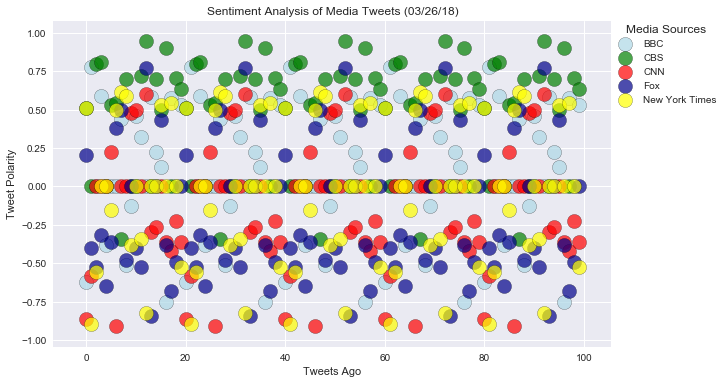 Sentiment Analysis of Media Tweets (03/26/18)
Media Sources
BBC
CBS
CNN
Fox
New York Times
Tweet Polarity
1.00
0.75
0.50
0.25
0.00
−0.25
−0.50
−0.75
−1.00
0 20 40 60 80 100
Tweets Ago